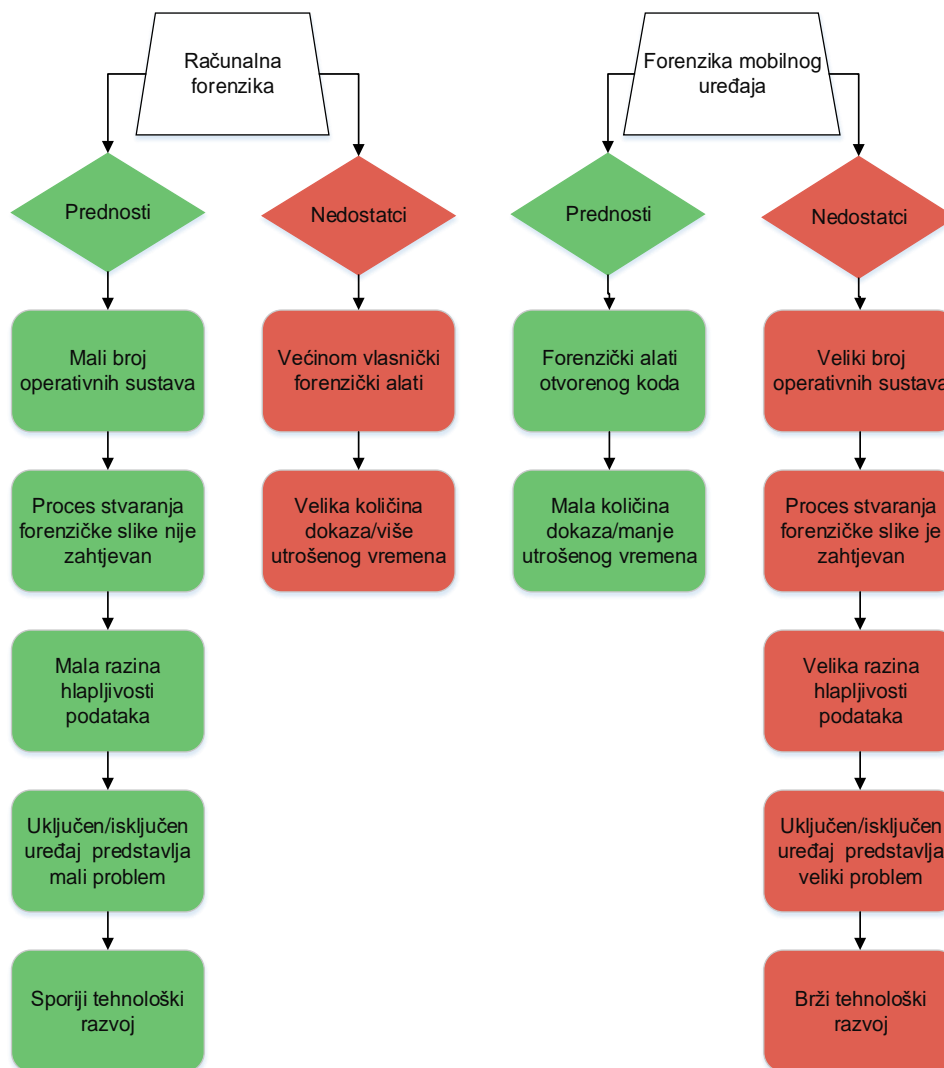 Računalna
forenzika
Prednosti
Mali broj
operativnih sustava
Proces stvaranja
forenzičke slike nije
zahtjevan
Mala razina
hlapljivosti
podataka
Uključen/isključen
uređaj predstavlja
mali problem
Sporiji tehnološki
razvoj
Nedostatci
Većinom vlasnički
forenzički alati
Velika količina
dokaza/više
utrošenog vremena
Forenzika mobilnog
uređaja
Prednosti
Forenzički alati
otvorenog koda
Mala količina
dokaza/manje
utrošenog vremena
Nedostatci
Veliki broj
operativnih sustava
Proces stvaranja
forenzičke slike je
zahtjevan
Velika razina
hlapljivosti
podataka
Uključen/isključen
uređaj predstavlja
veliki problem
Brži tehnološki
razvoj